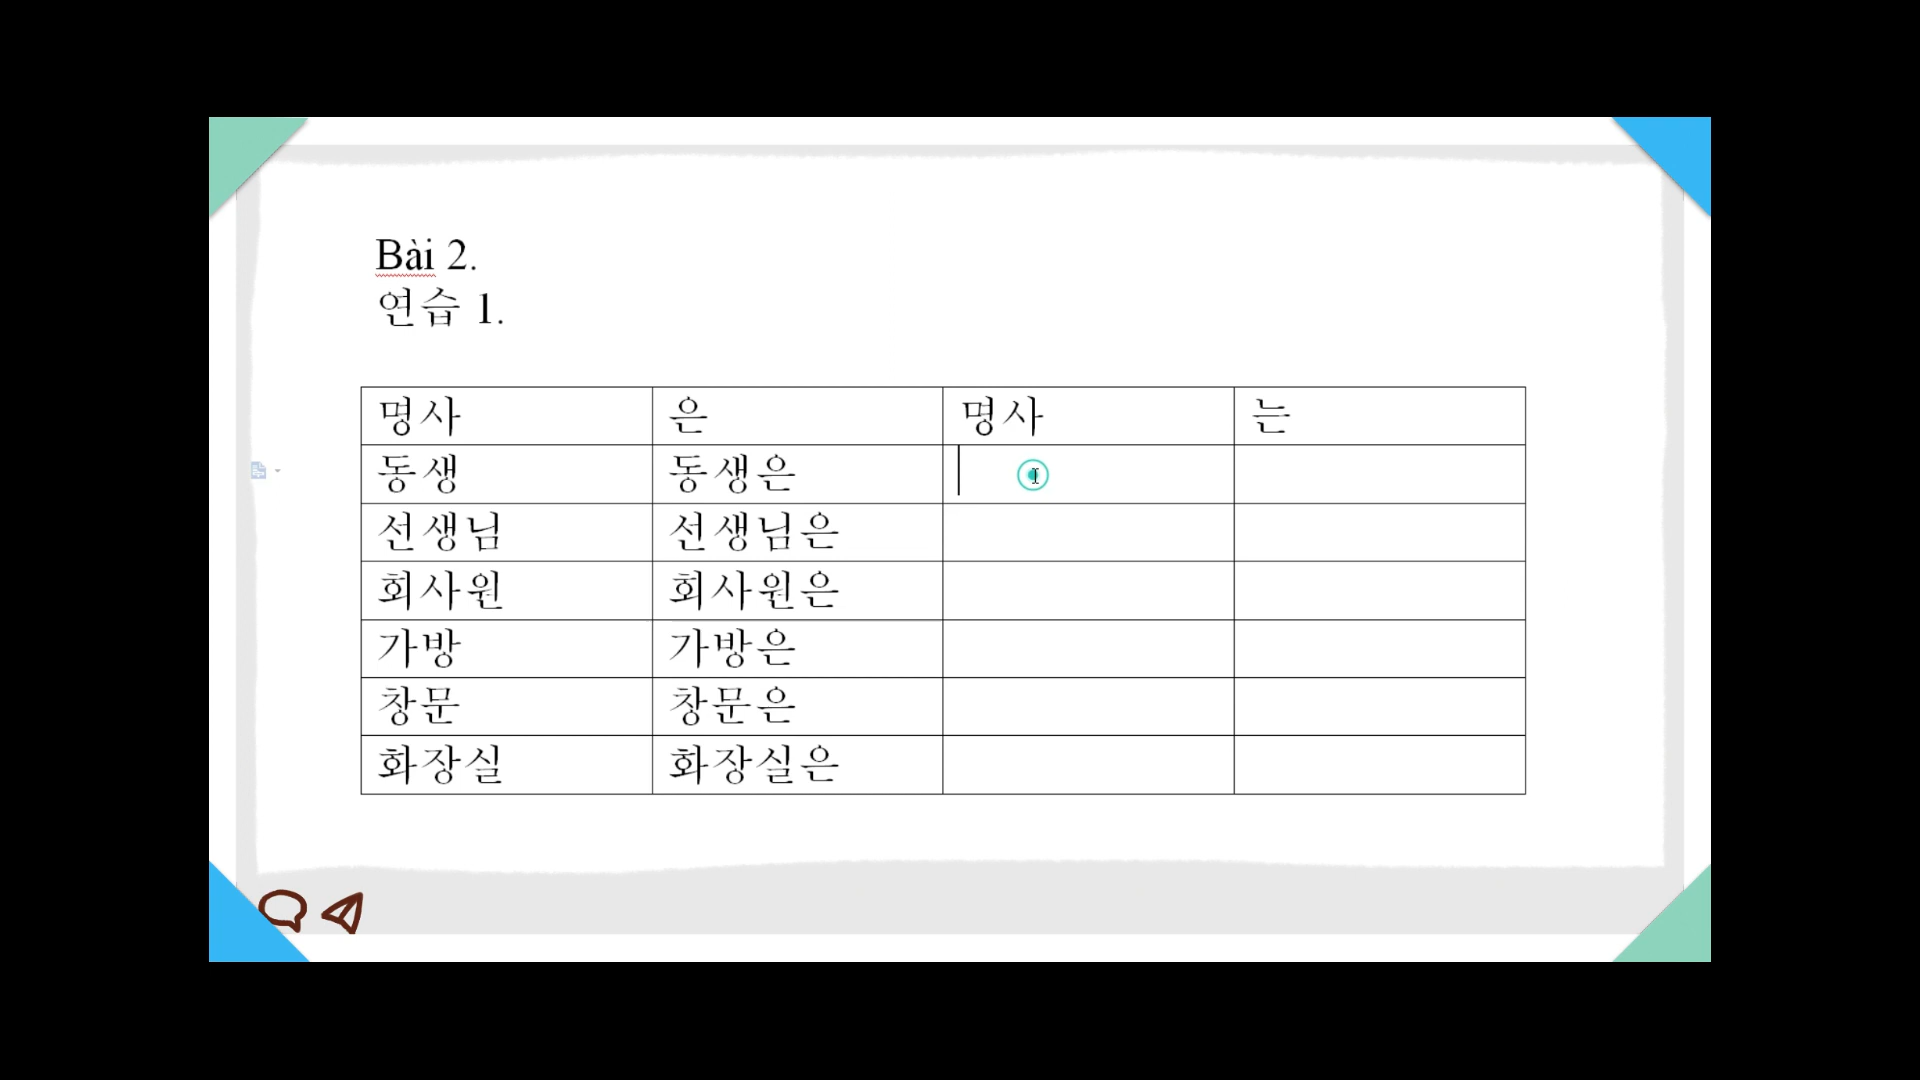 Bài 2.
연습 1.
명사 은 명사 는
동생 동생은
선생님 선생님은
회사원 회사원은
가방 가방은
창문 창문은
화장실 화장실은